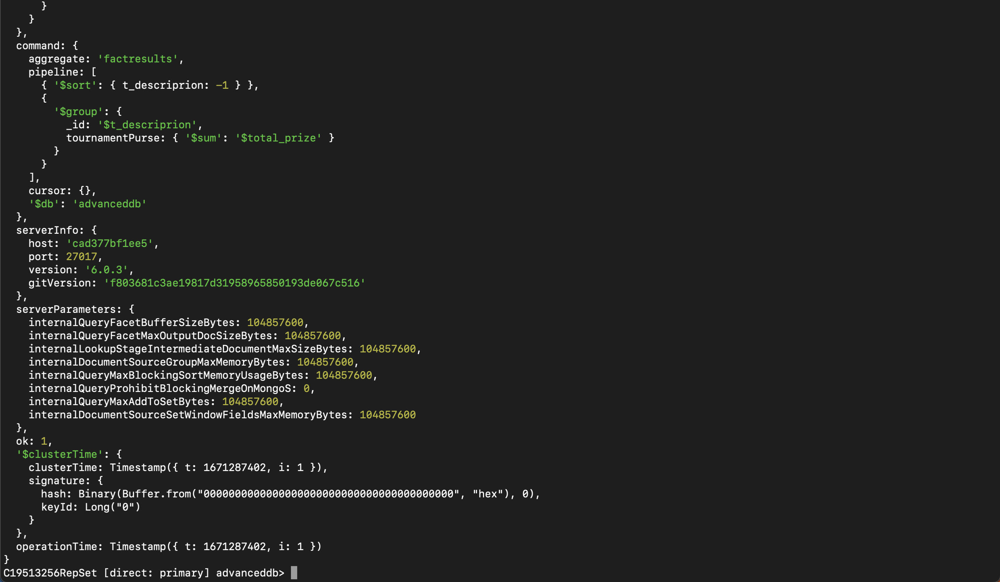 }
    }
  },
  command: {
    aggregate: 'factresults',
    pipeline: [
      { '$sort': { t_descriprion: -1 } },
      {
        '$group': {
          _id: '$t_descriprion',
          tournamentPurse: { '$sum': '$total_prize' }
        }
      }
    ],
    cursor: {},
    '$db': 'advanceddb'
  },
  serverInfo: {
    host: 'cad377bf1ee5',
    port: 27017,
    version: '6.0.3',
    gitVersion: 'f803681c3ae19817d31958965850193de067c516'
  },
  serverParameters: {
    internalQueryFacetBufferSizeBytes: 104857600,
    internalQueryFacetMaxOutputDocSizeBytes: 104857600,
    internalLookupStageIntermediateDocumentMaxSizeBytes: 104857600,
    internalDocumentSourceGroupMaxMemoryBytes: 104857600,
    internalQueryMaxBlockingSortMemoryUsageBytes: 104857600,
    internalQueryProhibitBlockingMergeOnMongoS: 0,
    internalQueryMaxAddToSetBytes: 104857600,
    internalDocumentSourceSetWindowFieldsMaxMemoryBytes: 104857600
  },
  ok: 1,
  '$clusterTime': {
    clusterTime: Timestamp({ t: 1671287402, i: 1 }),
    signature: {
      hash: Binary(Buffer.from("0000000000000000000000000000000000000000", "hex"), 0),
      keyId: Long("0")
    }
  },
  operationTime: Timestamp({ t: 1671287402, i: 1 })
}
C19513256RepSet [direct: primary] advanceddb>